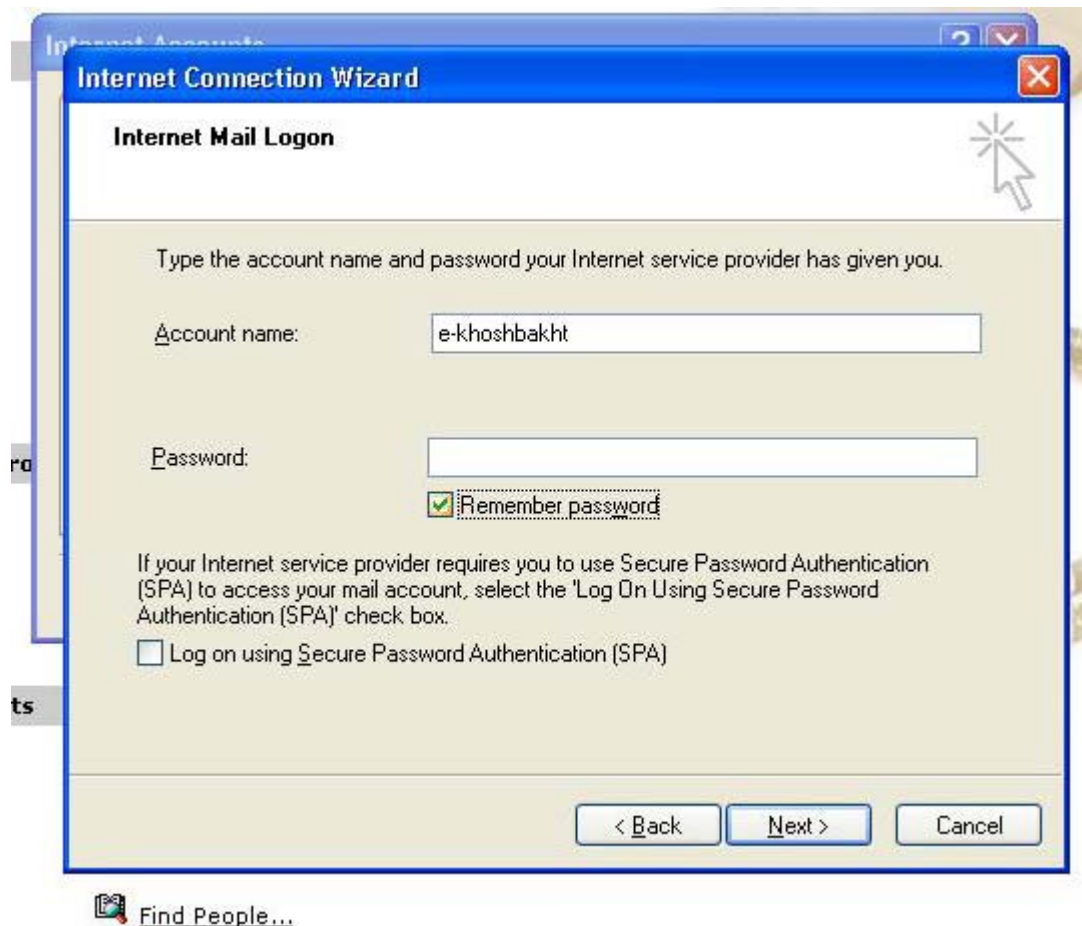 Internet Accounts
Internet Connection Wizard
Internet Mail Logon
Type the account name and password your Internet service provider has given you.
Account name:
e-khoshbakht
Password:
Remember password
If your Internet service provider requires you to use Secure Password Authentication
(SPA) to access your mail account, select the 'Log On Using Secure Password
Authentication (SPA)' check box.
Log on using Secure Password Authentication (SPA)
ts
< Back
Next >
Cancel
Find People...